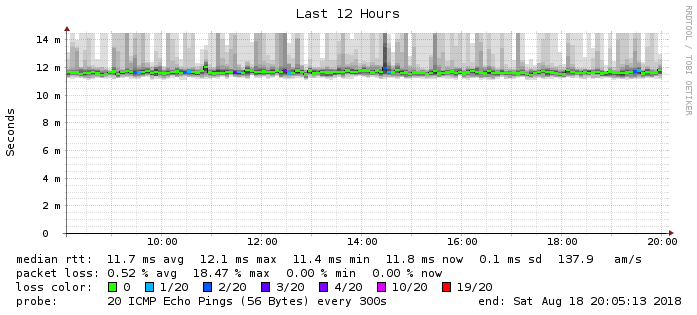 Last 12 Hours
RRDTOOL / TOBI OETIKER
Seconds
14 m
12 m
10 m
8 m
6 m
4 m
2 m
0
10:00 12:00 14:00 16:00 18:00 20:00
median rtt: 11.7 ms avg 12.1 ms max 11.4 ms min 11.8 ms now 0.1 ms sd 137.9 am/s
packet loss: 0.52 % avg 18.47 % max 0.00 % min 0.00 % now
loss color: 0 1/20 2/20 3/20 4/20 10/20 19/20
probe: 20 ICMP Echo Pings (56 Bytes) every 300s end: Sat Aug 18 20:05:13 2018